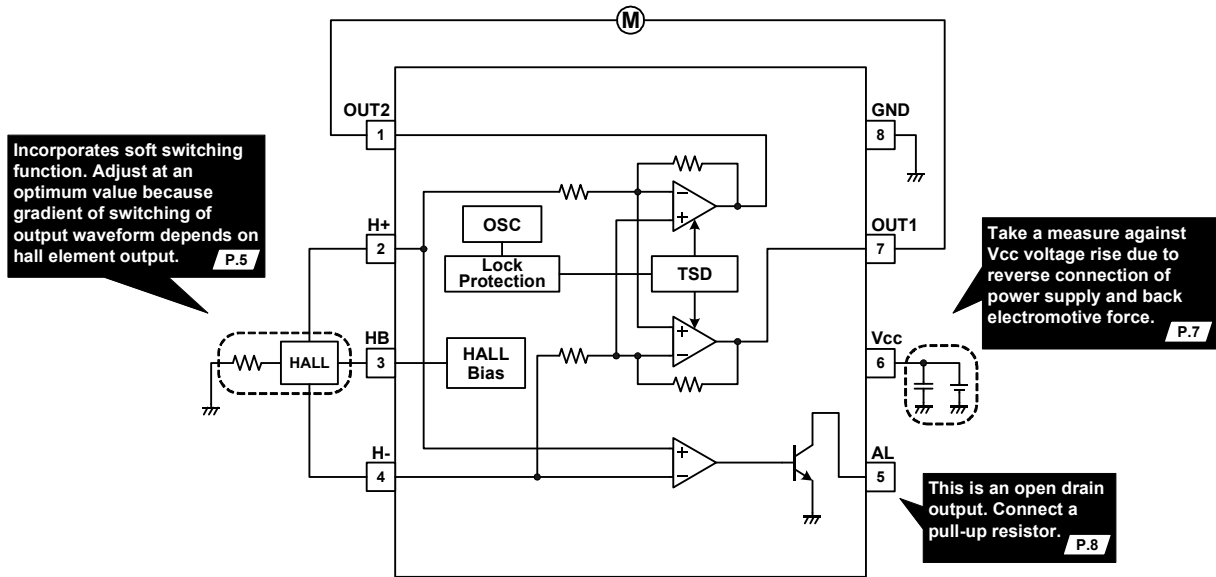 M
OUT2
1
GND
8
Incorporates soft switching
function. Adjust at an
optimum value because
gradient of switching of
output waveform depends on
hall element output.
P.5
H+
2
OSC
Lock
Protection
TSD
OUT1
7
Take a measure against
Vcc voltage rise due to
reverse connection of
power supply and back
electromotive force.
P.7
HALL
HB
3
HALL
Bias
Vcc
6
H-
4
AL
5
This is an open drain
output. Connect a
pull-up resistor.
P.8
−
+
+
−
+
−